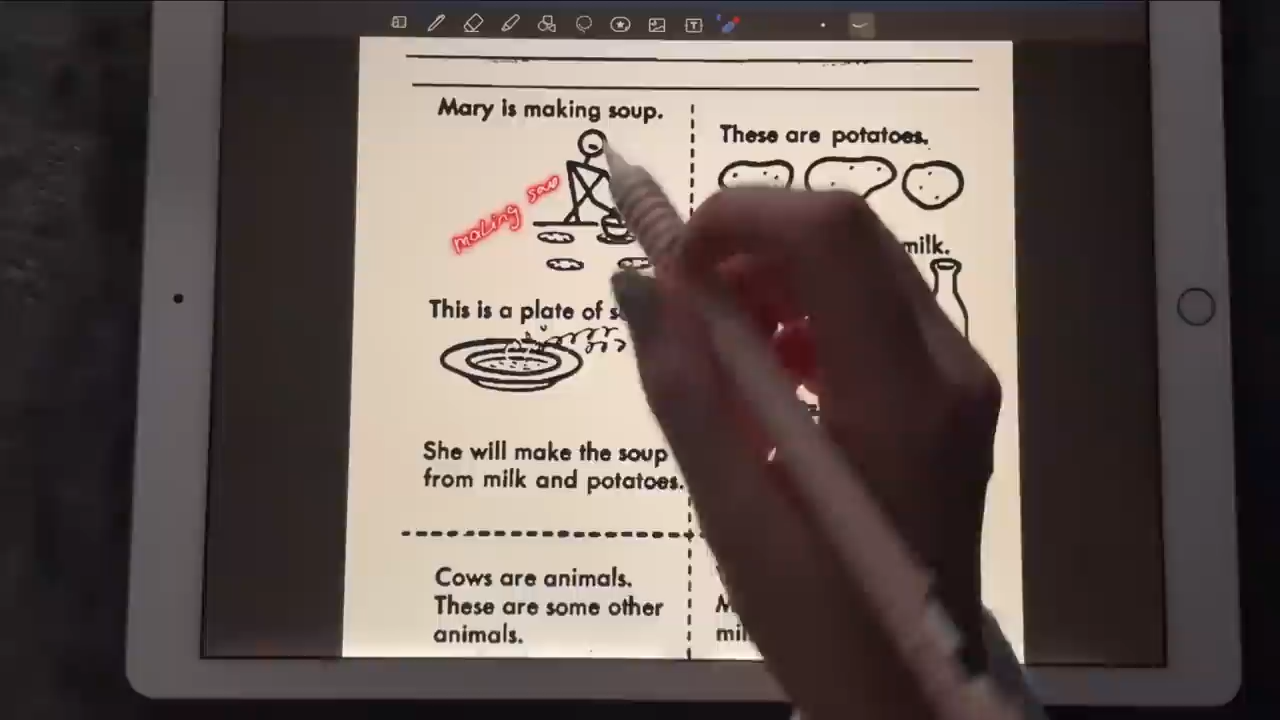 Mary is making soup.
making sou
This is a plate of s
She will make the soup
from milk and potatoes.
Cows are animals.
These are some other
animals.
These are potatoes.
milk.